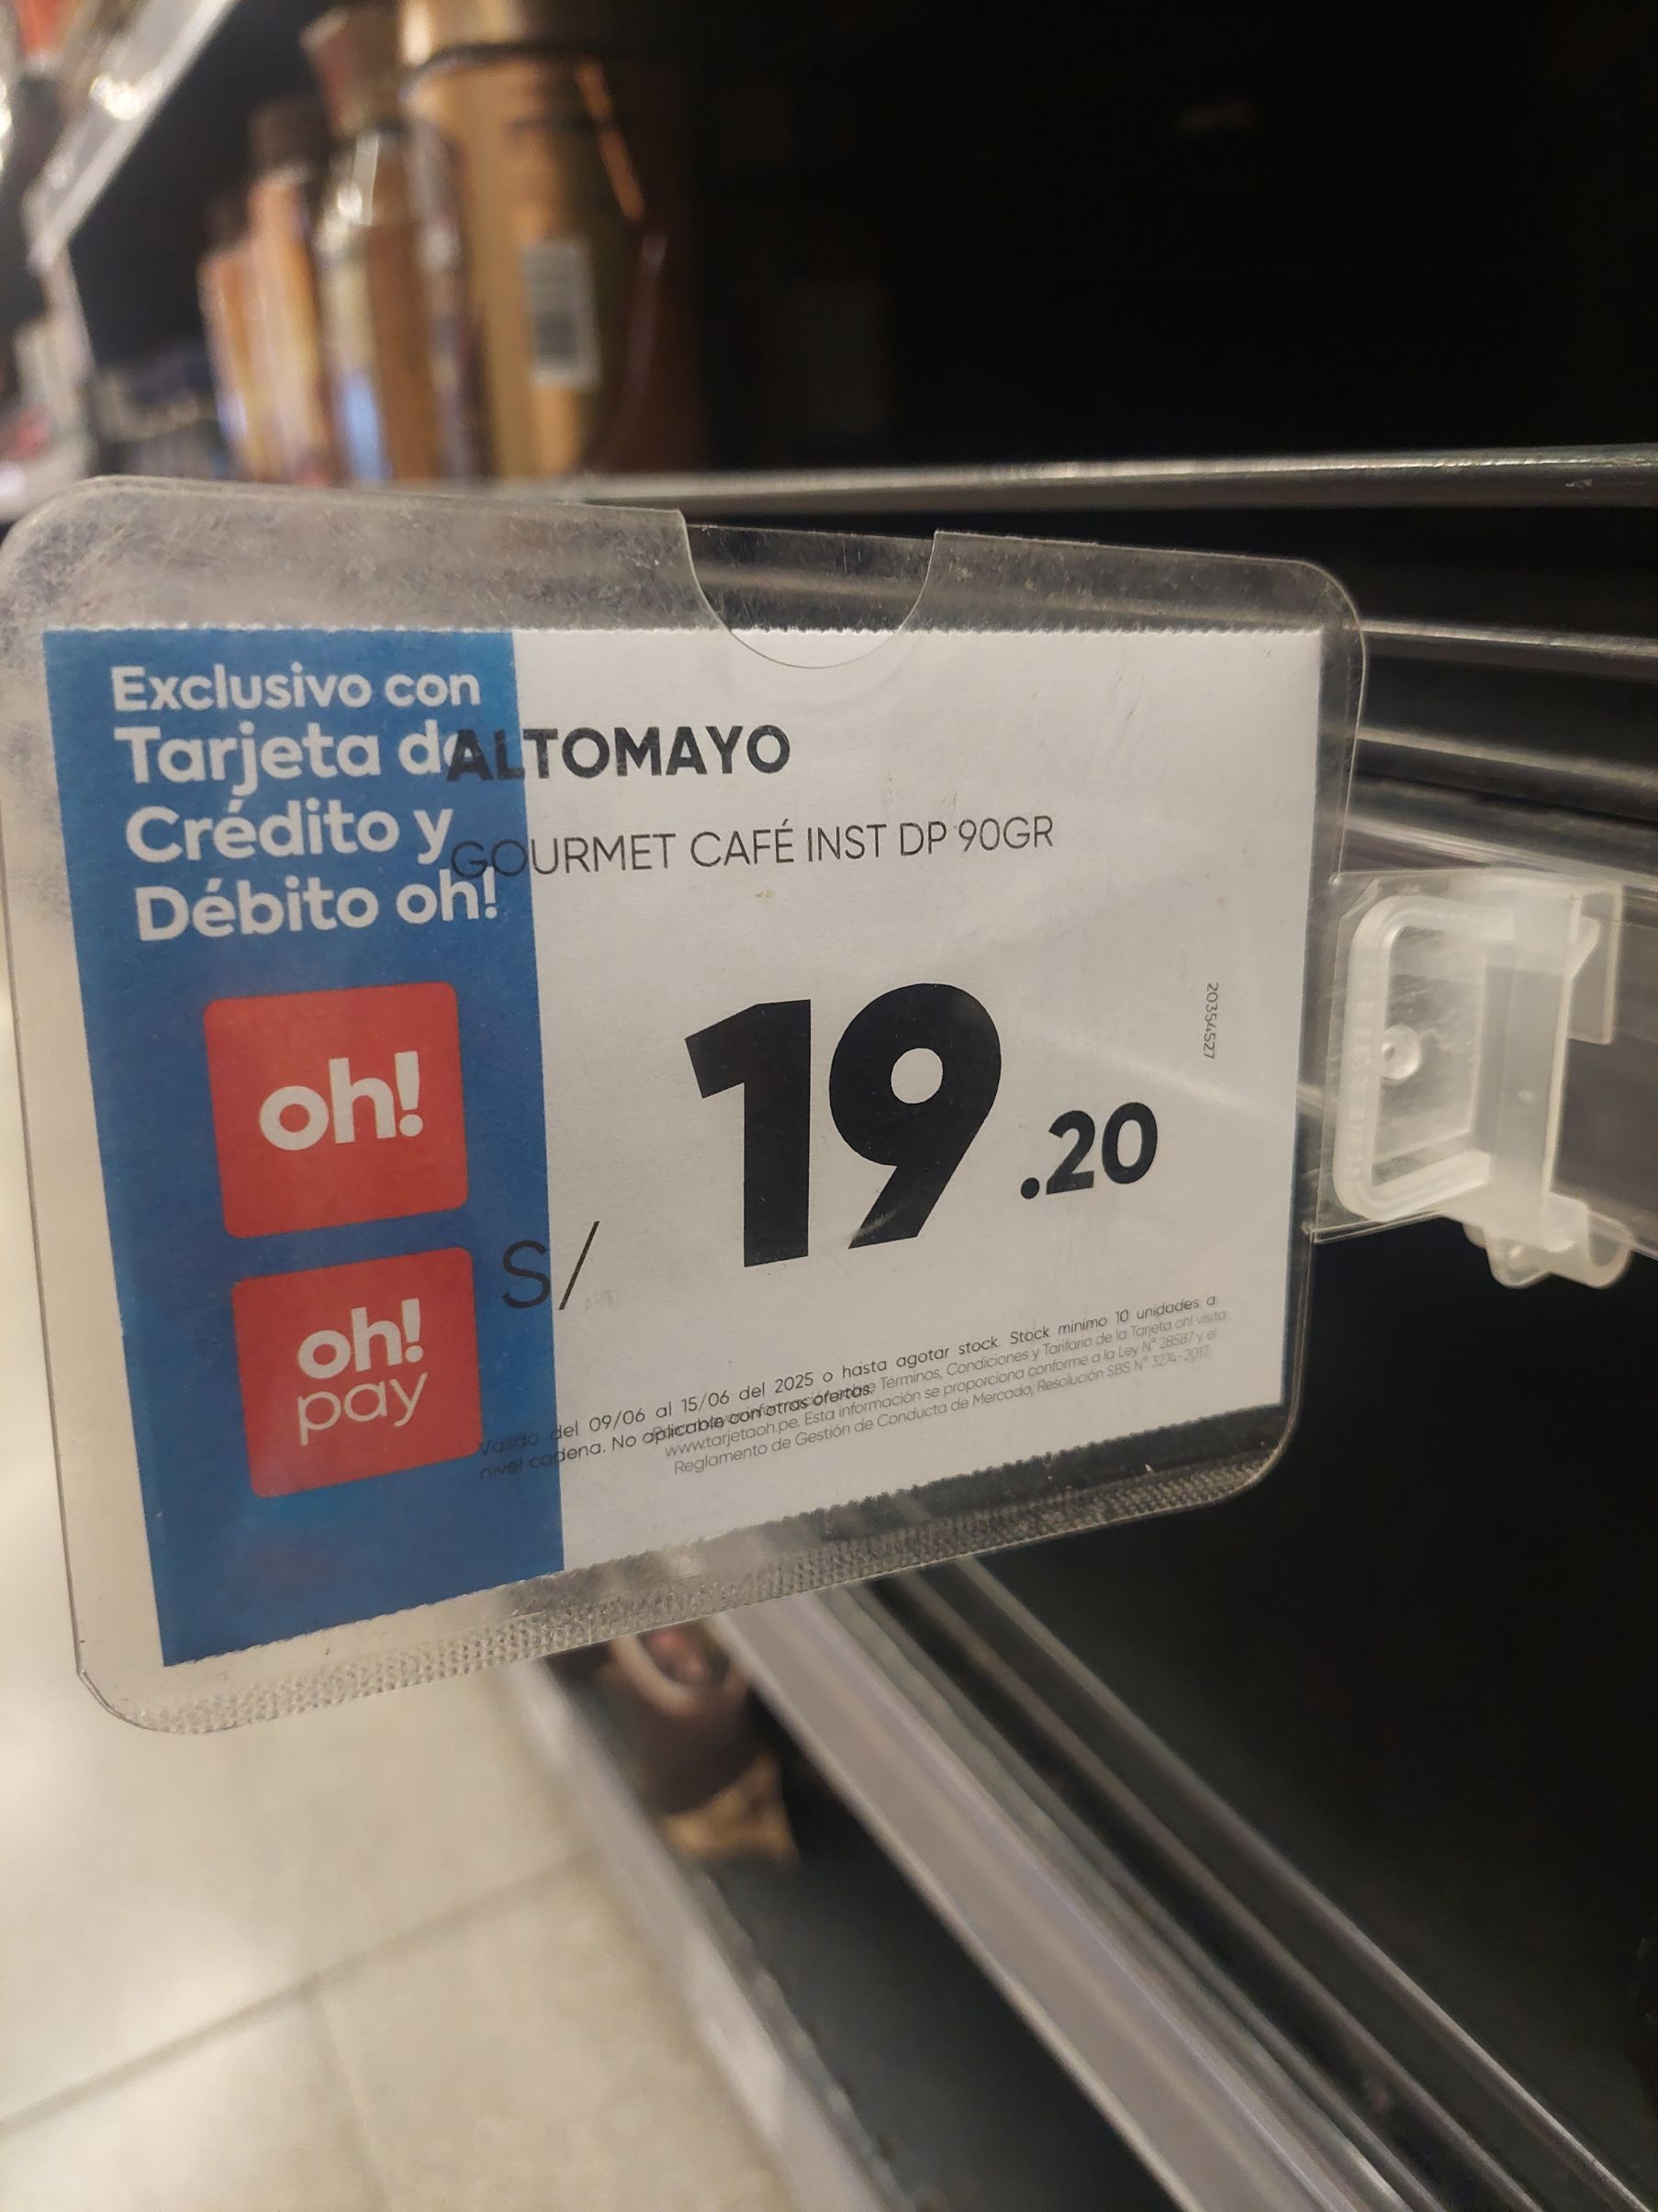 Exclusivo con
Tarjeta de
Crédito y
Débito oh!
oh!
oh!
pay
ALTOMAYO
GOURMET CAFÉ INST DP 90GR
S/ 19.20
20354527
Válido del 09/06 al 15/06 del 2025 o hasta agotar stock. Stock mínimo 10 unidades a
nivel cadena. No aplicable con otras ofertas.
Términos, Condiciones y Tarifario de la Tarjeta oh! visita
www.tarjetaoh.pe. Esta información se proporciona conforme a la Ley N° 28587 y el
Reglamento de Gestión de Conducta de Mercado, Resolución SBS N° 3274-2017.